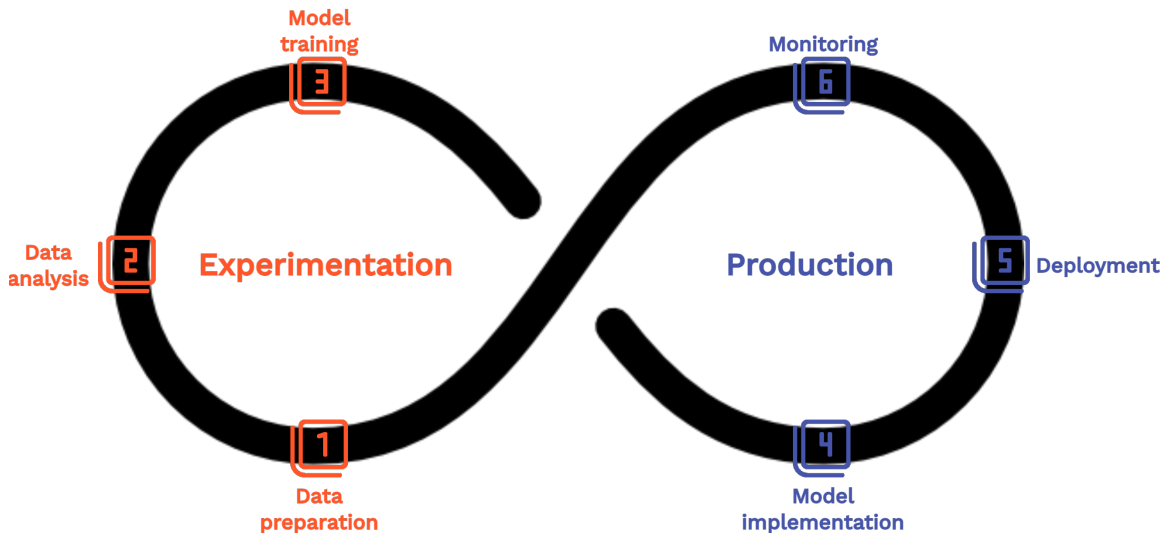 Model
training
3
Monitoring
6
Data
analysis
2
Experimentation
Production
5
Deployment
1
Data
preparation
4
Model
implementation